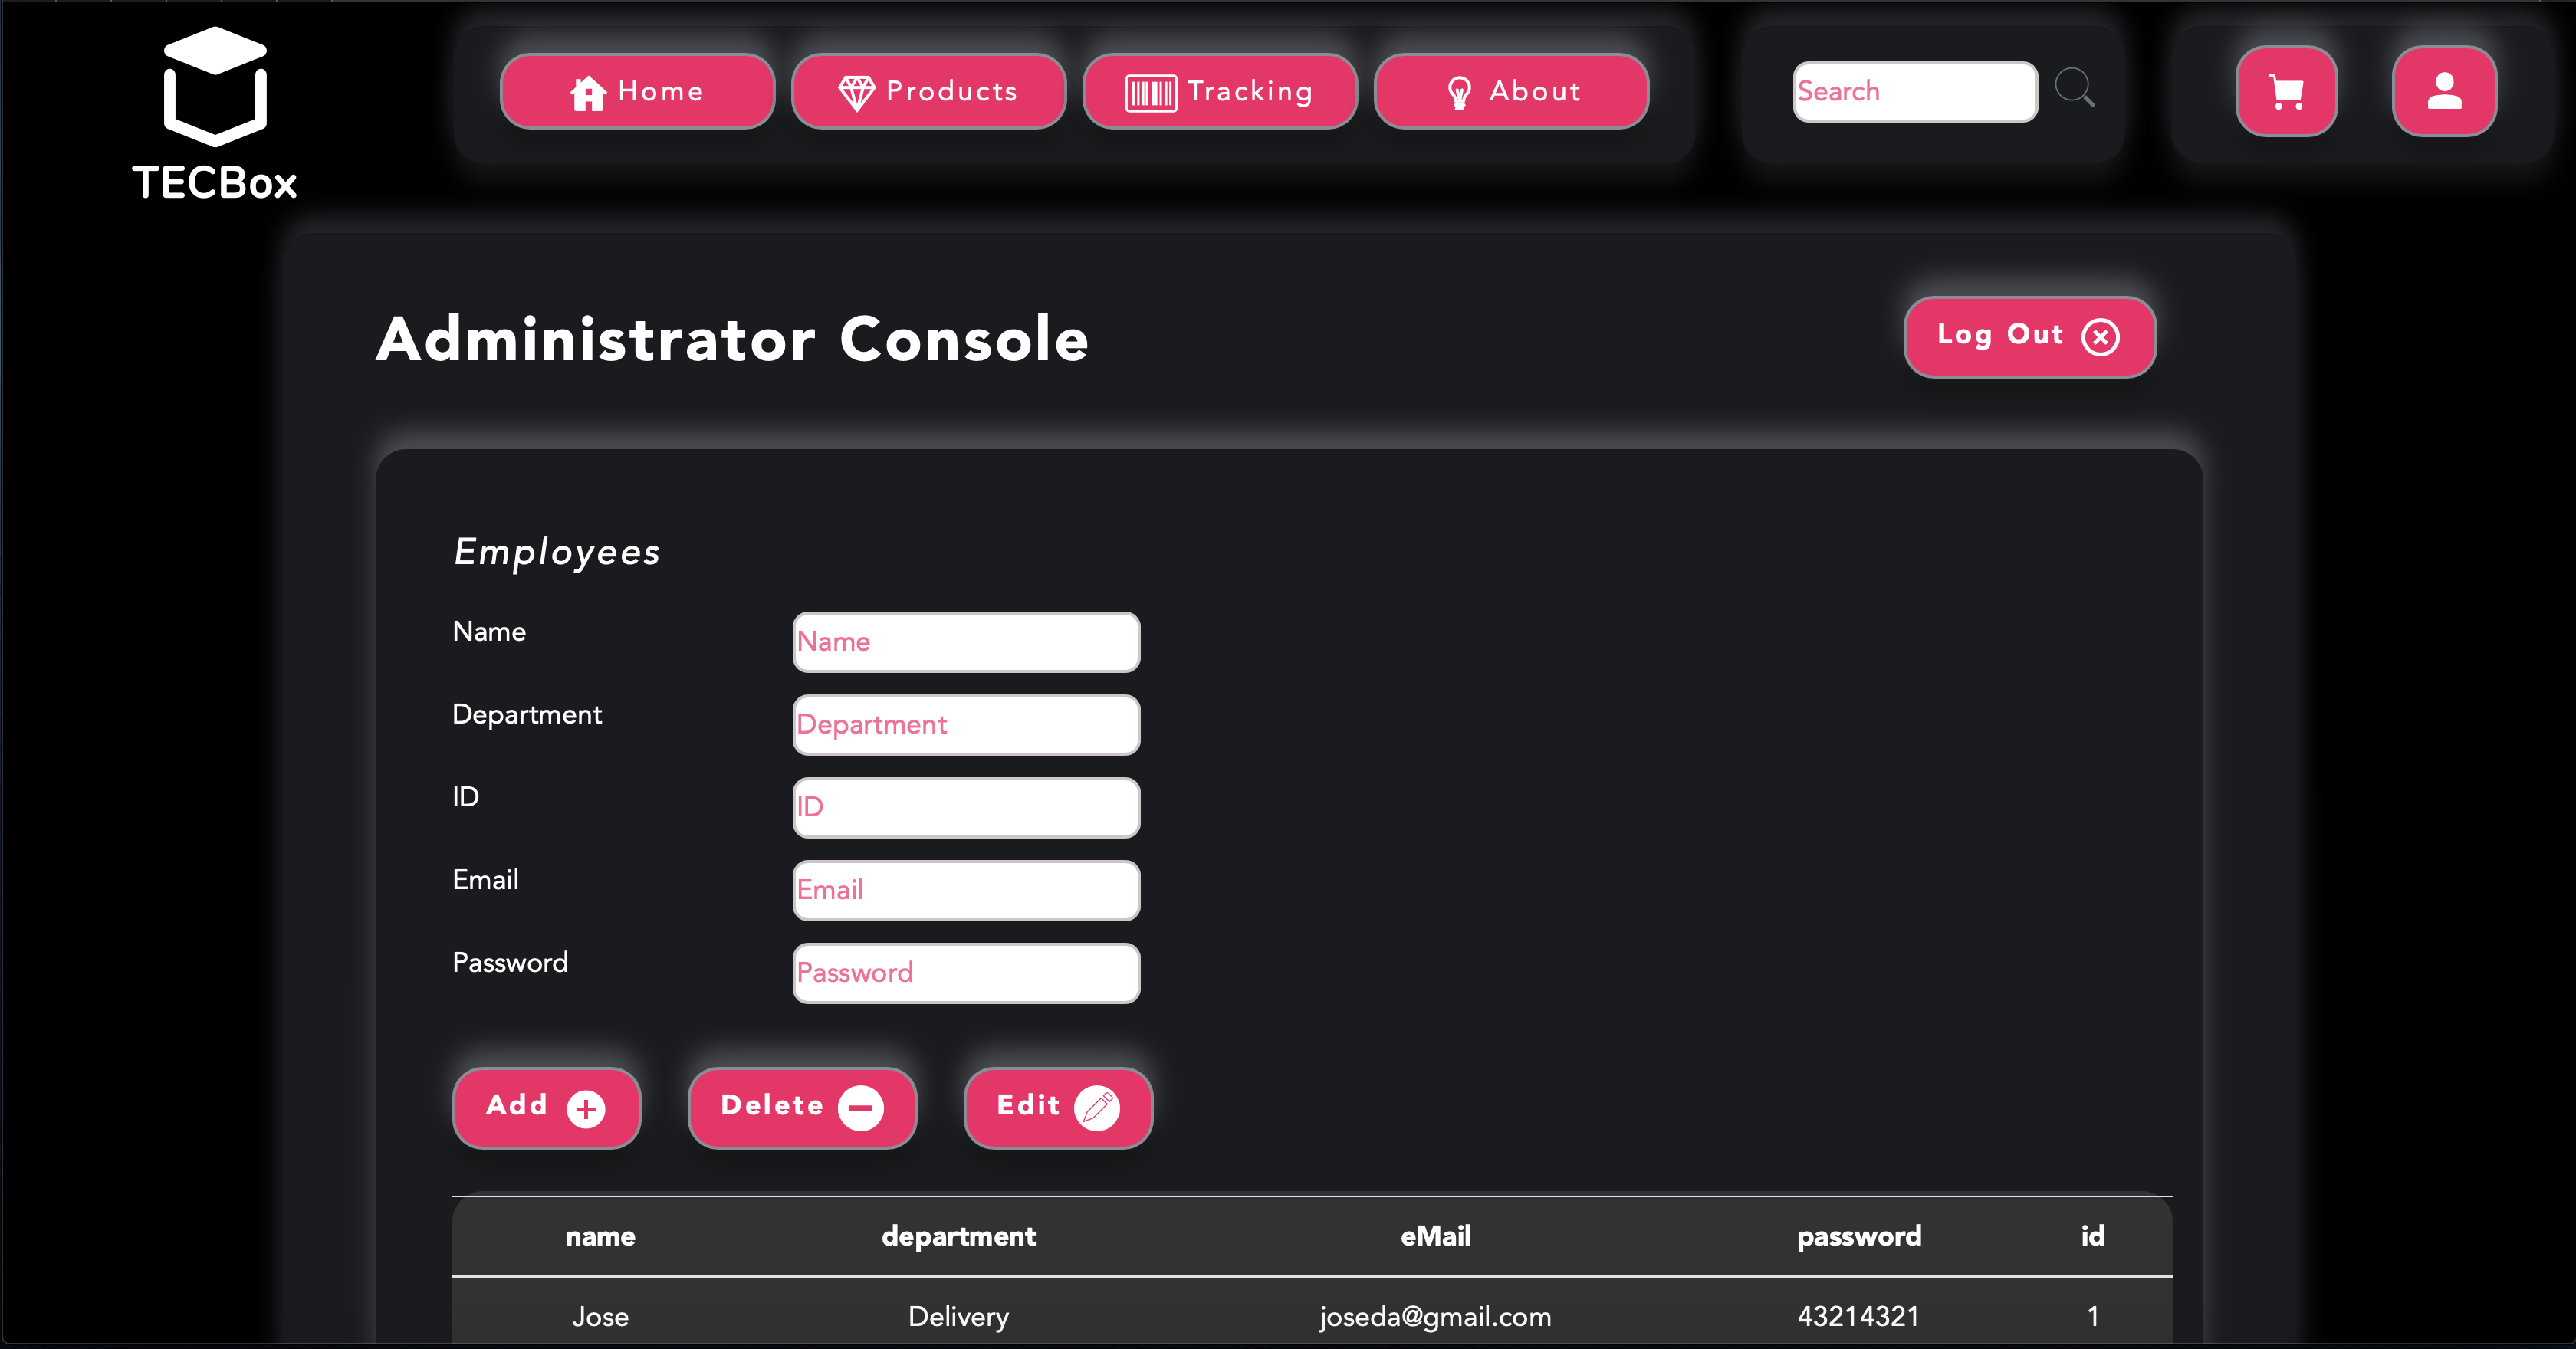 TECBox
Home Products Tracking About Search
Administrator Console
Log Out
Employees
Name Name
Department Department
ID ID
Email Email
Password Password
Add Delete Edit
name department eMail password id
Jose Delivery joseda@gmail.com 43214321 1